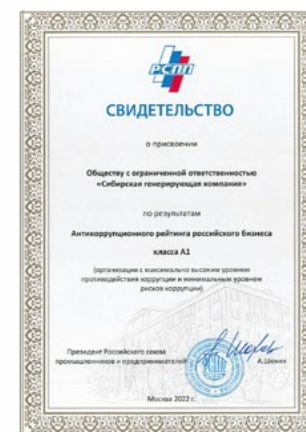 РСПП
СВИДЕТЕЛЬСТВО
о присвоении
Обществу с ограниченной ответственностью
«Сибирская генерирующая компания»
по результатам
Антикоррупционного рейтинга российского бизнеса
класса А1
(организации с максимально высоким уровнем
противодействия коррупции и минимальным уровнем
рисков коррупции)
Президент Российского союза
промышленников и предпринимателей
А.Шохин
Москва 2022 г.